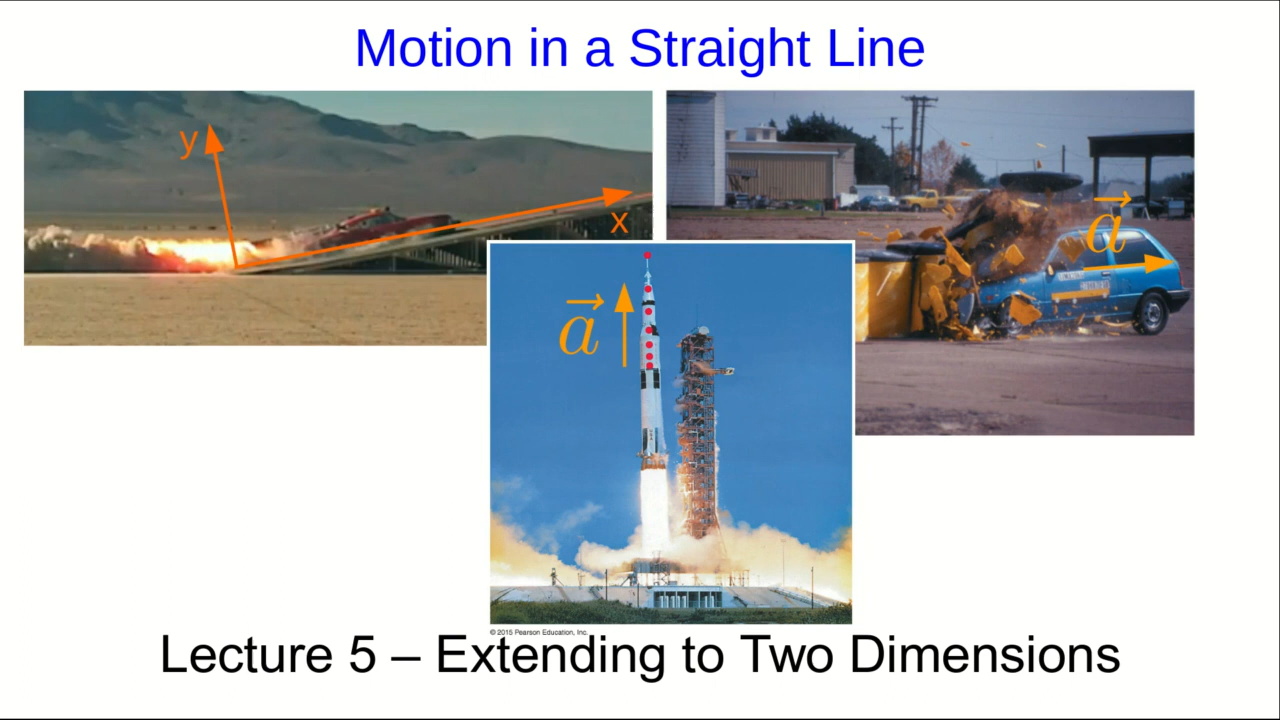 Motion in a Straight Line
y
x
a
a
© 2015 Pearson Education, Inc.
Lecture 5 – Extending to Two Dimensions